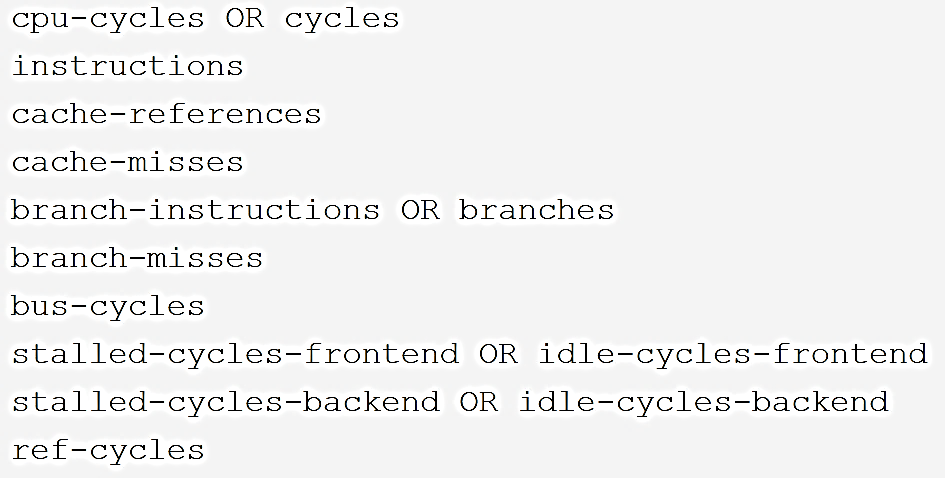 cpu-cycles OR cycles
instructions
cache-references
cache-misses
branch-instructions OR branches
branch-misses
bus-cycles
stalled-cycles-frontend OR idle-cycles-frontend
stalled-cycles-backend OR idle-cycles-backend
ref-cycles